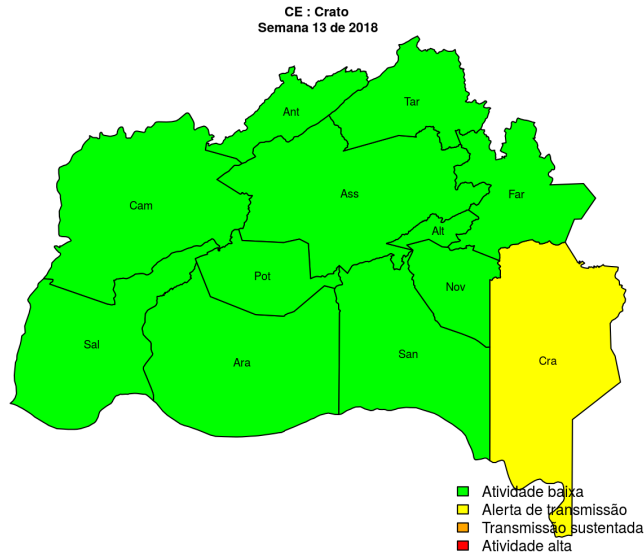 CE : Crato
Semana 13 de 2018
Tar
Ant
Ass
Far
Cam
Alt
Pot
Nov
Sal
San
Ara
Cra
Atividade baixa
Alerta de transmissão
Transmissão sustentada
Atividade alta